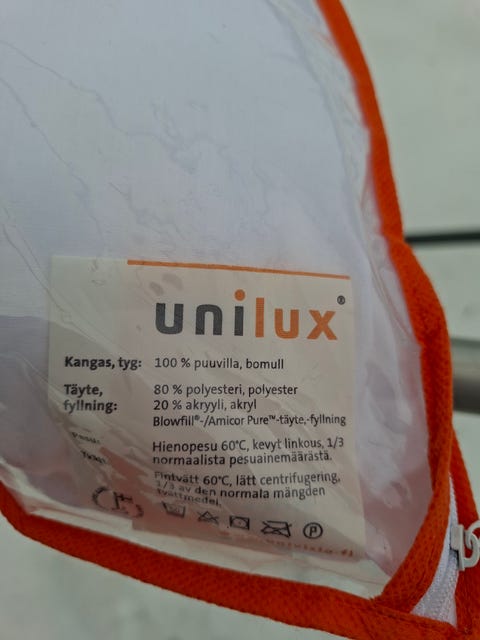 unilux®
Kangas, tyg: 100 % puuvilla, bomull
Täyte, 80 % polyesteri, polyester
fyllning: 20 % akryyli, akryl
Blowfill®-/Amicor Pure™-täyte,-fyllning
Pesu: Hienopesu 60°C, kevyt linkous, 1/3
normaalista pesuainemäärästä.
Tvätt: Fintvätt 60°C, lätt centrifugering,
1/3 av den normala mängden
tvättmedel.
P